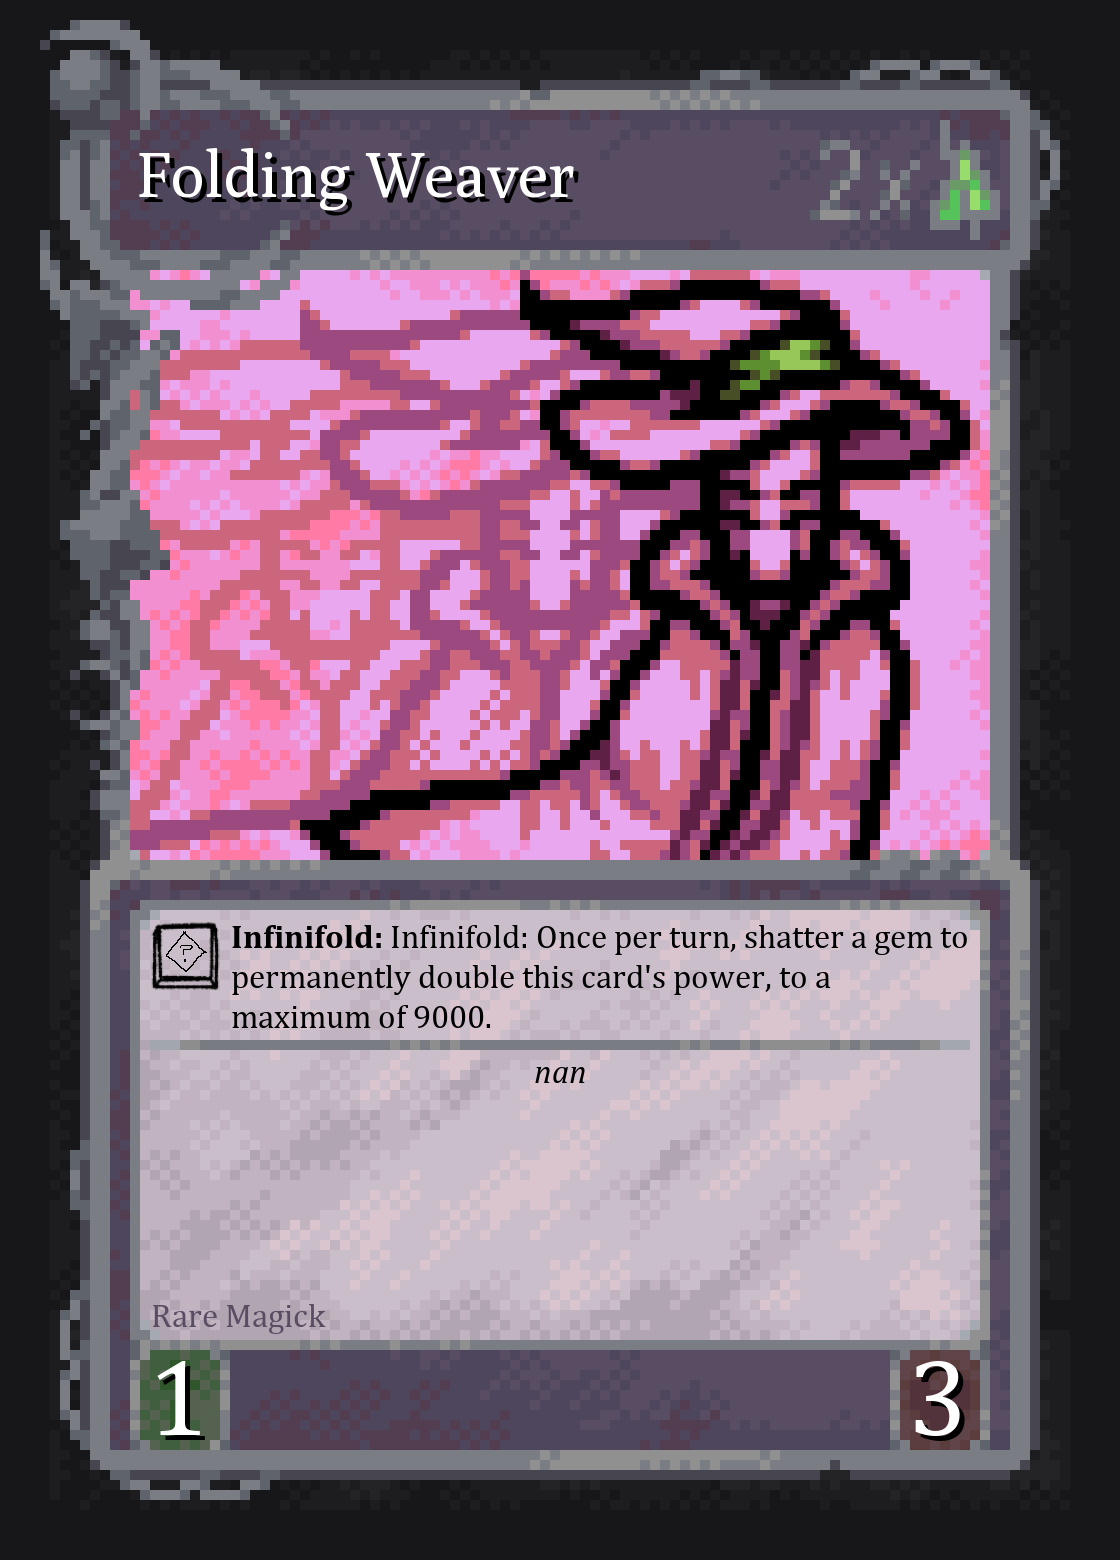 Folding Weaver 2x
Infinifold: Infinifold: Once per turn, shatter a gem to
permanently double this card's power, to a
maximum of 9000.
nan
Rare Magick
1 3